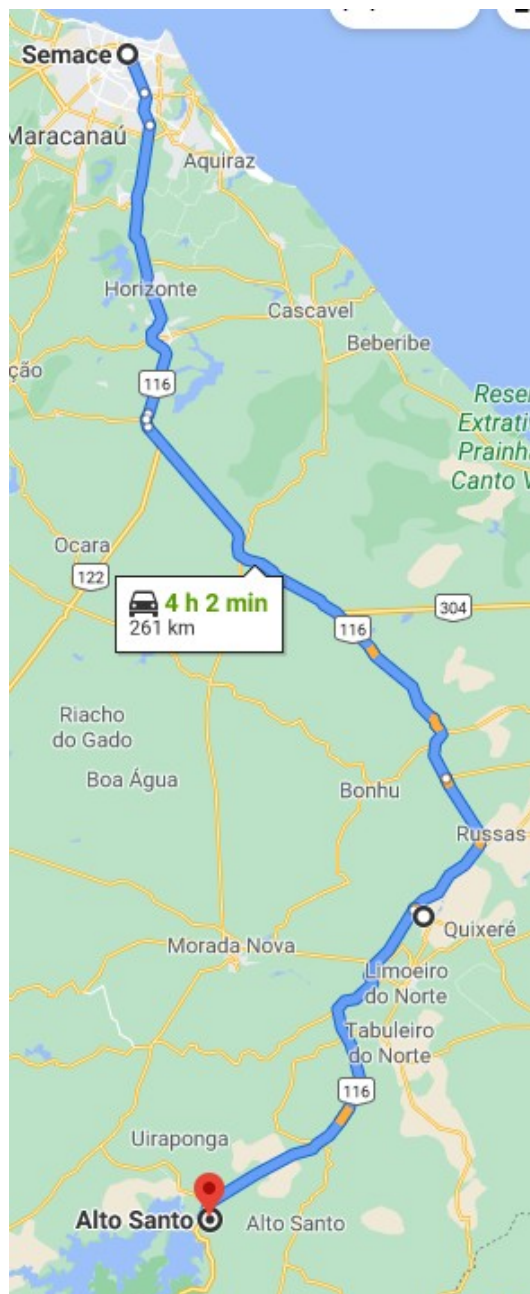 Semace
Maracanaú
Aquiraz
Horizonte
Cascavel
Beberibe
ção
116
Rese
Extrati
Prainh
Canto V
Ocara
122
4 h 2 min
261 km
304
116
Riacho
do Gado
Boa Água
Bonhu
Russas
Quixeré
Morada Nova
Limoeiro
do Norte
Tabuleiro
do Norte
116
Uiraponga
Alto Santo
Alto Santo